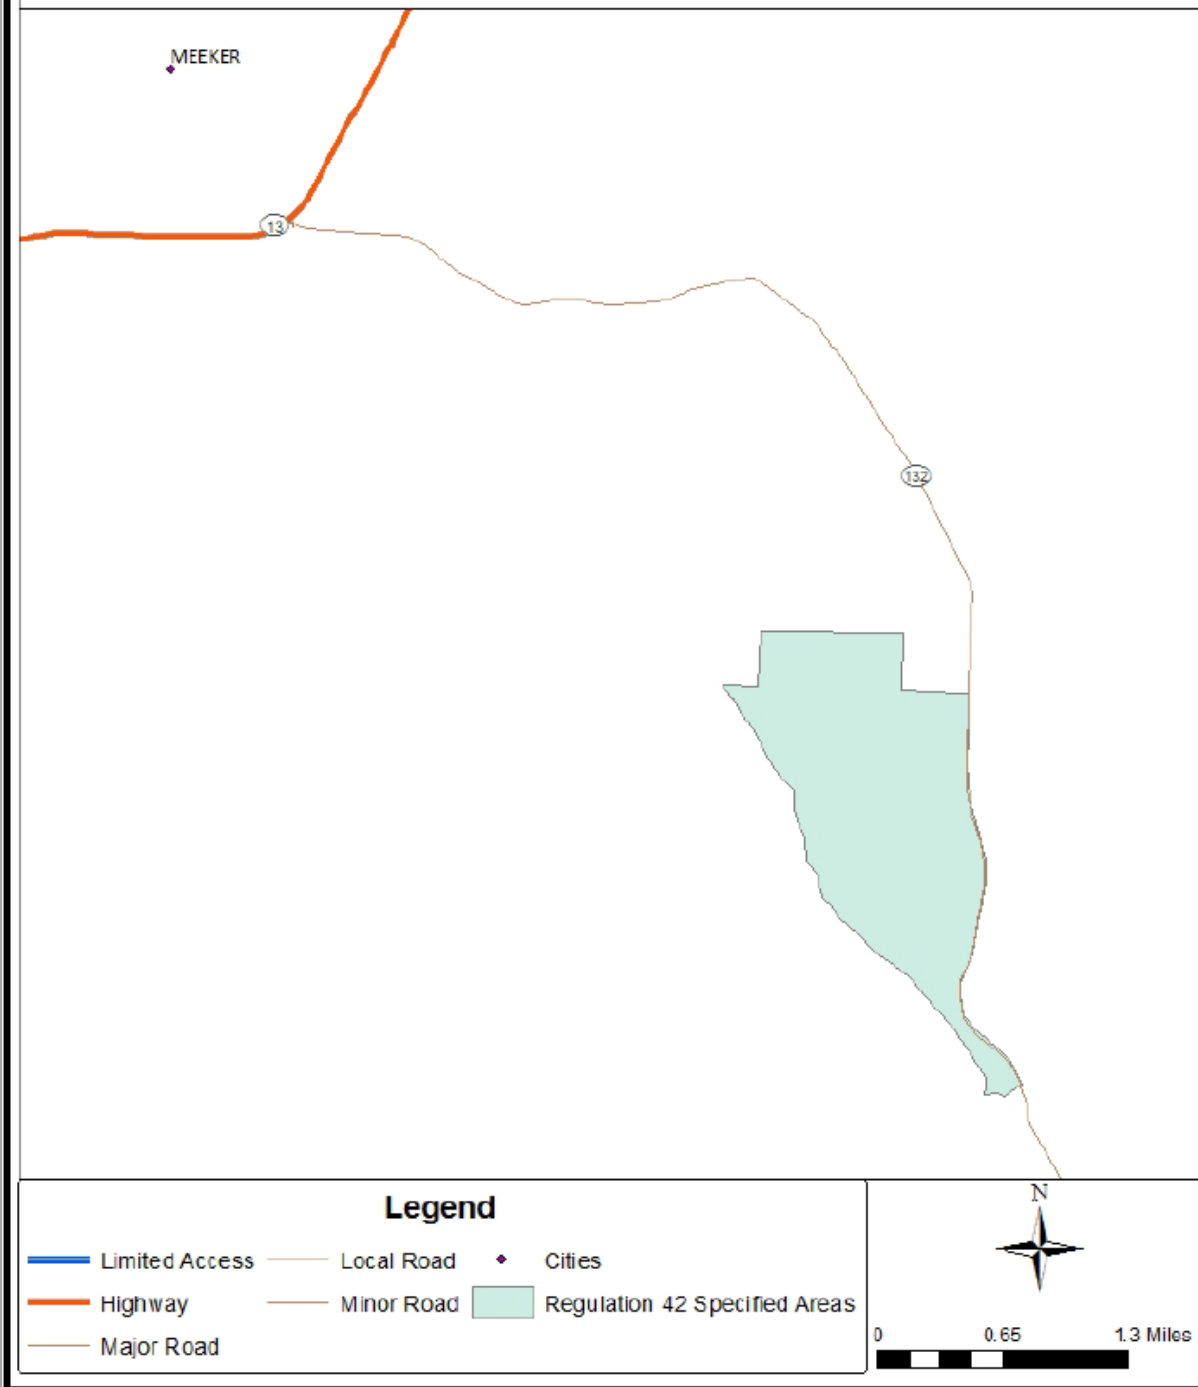 MEEKER
13
132
Legend
Limited Access
Local Road
Cities
Highway
Minor Road
Regulation 42 Specified Areas
Major Road
N
0 0.65 1.3 Miles